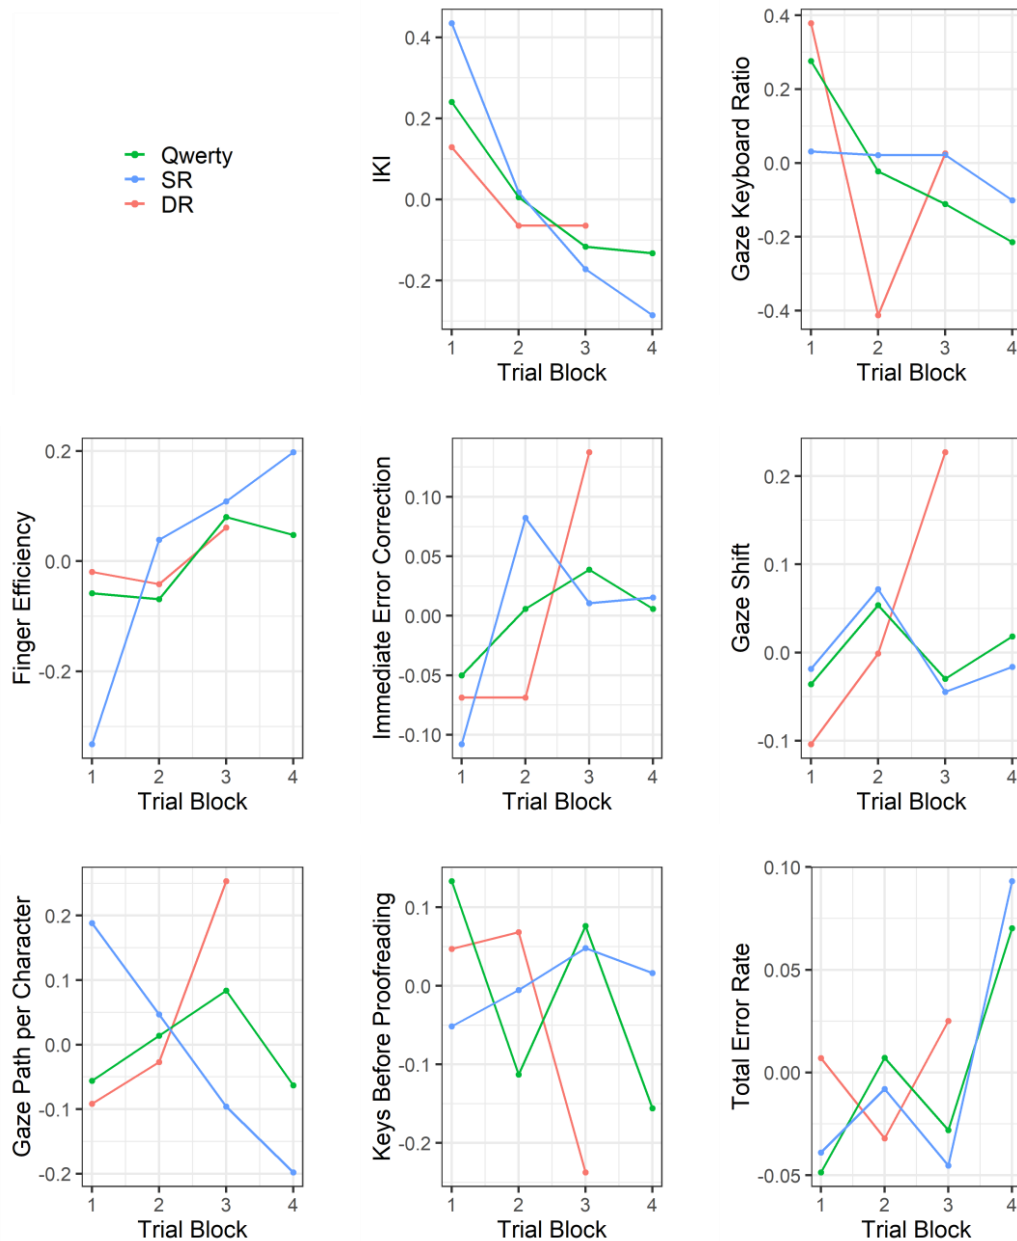 Qwerty
SR
DR
IKI
0.4
0.2
0.0
-0.2
1 2 3 4
Trial Block
Gaze Keyboard Ratio
0.4
0.2
0.0
-0.2
-0.4
1 2 3 4
Trial Block
Finger Efficiency
0.2
0.0
-0.2
1 2 3 4
Trial Block
Immediate Error Correction
0.10
0.05
0.00
-0.05
-0.10
1 2 3 4
Trial Block
Gaze Shift
0.2
0.1
0.0
-0.1
1 2 3 4
Trial Block
Gaze Path per Character
0.2
0.1
0.0
-0.1
-0.2
1 2 3 4
Trial Block
Keys Before Proofreading
0.1
0.0
-0.1
-0.2
1 2 3 4
Trial Block
Total Error Rate
0.10
0.05
0.00
-0.05
1 2 3 4
Trial Block